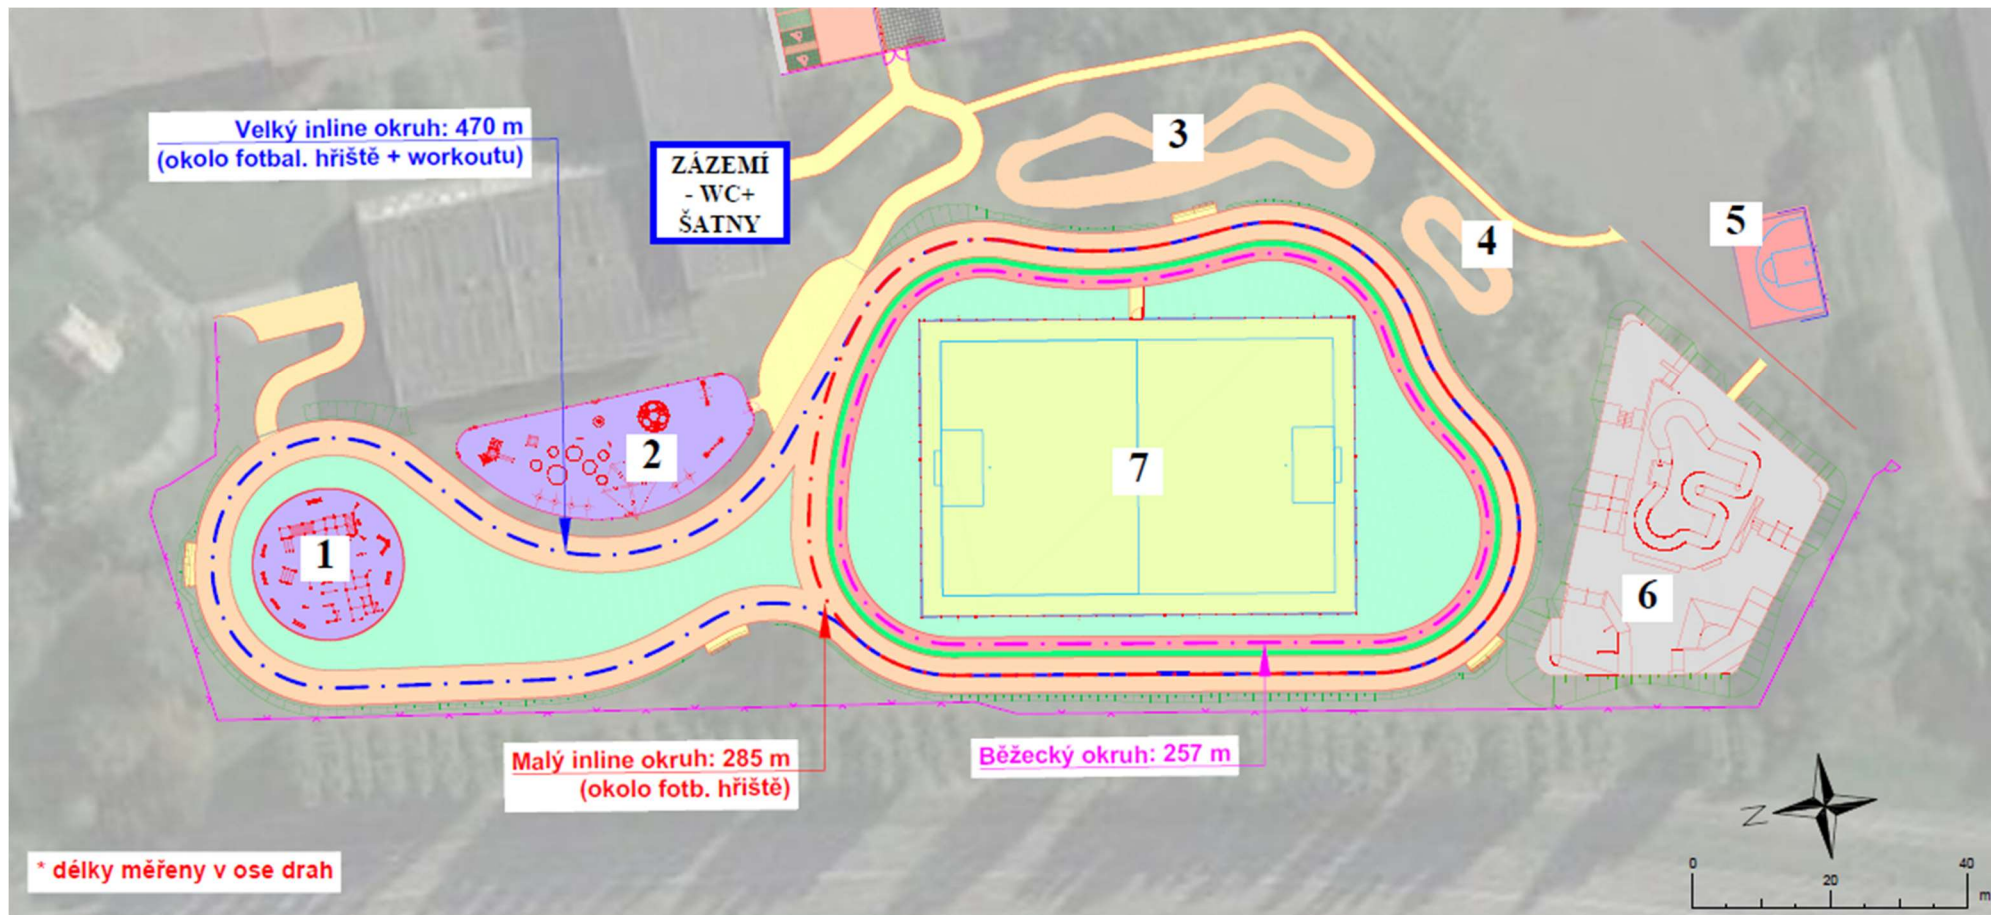 Velký inline okruh: 470 m
(okolo fotbal. hřiště + workoutu)
ZÁZEMÍ
- WC+
ŠATNY
3
5
4
2
7
1
6
Malý inline okruh: 285 m
(okolo fotb. hřiště)
Běžecký okruh: 257 m
Z
* délky měřeny v ose drah
0
40
20
m